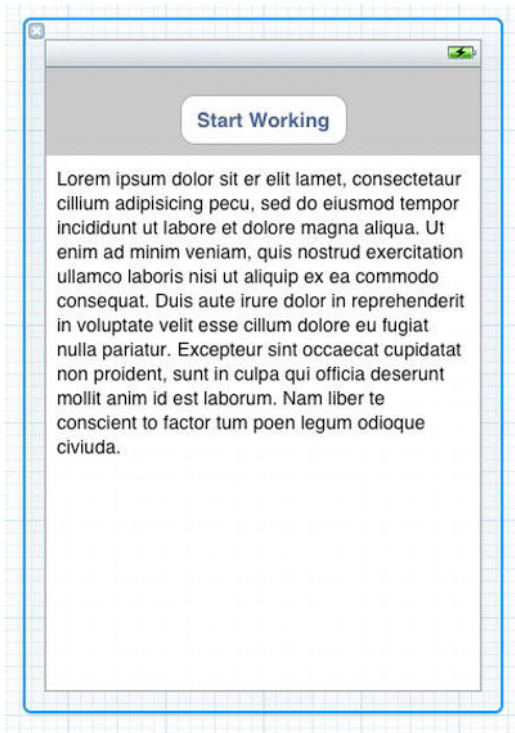 Start Working
Lorem ipsum dolor sit er elit lamet, consectetaur
cillium adipisicing pecu, sed do eiusmod tempor
incididunt ut labore et dolore magna aliqua. Ut
enim ad minim veniam, quis nostrud exercitation
ullamco laboris nisi ut aliquip ex ea commodo
consequat. Duis aute irure dolor in reprehenderit
in voluptate velit esse cillum dolore eu fugiat
nulla pariatur. Excepteur sint occaecat cupidatat
non proident, sunt in culpa qui officia deserunt
mollit anim id est laborum. Nam liber te
conscient to factor tum poen legum odioque
civiuda.